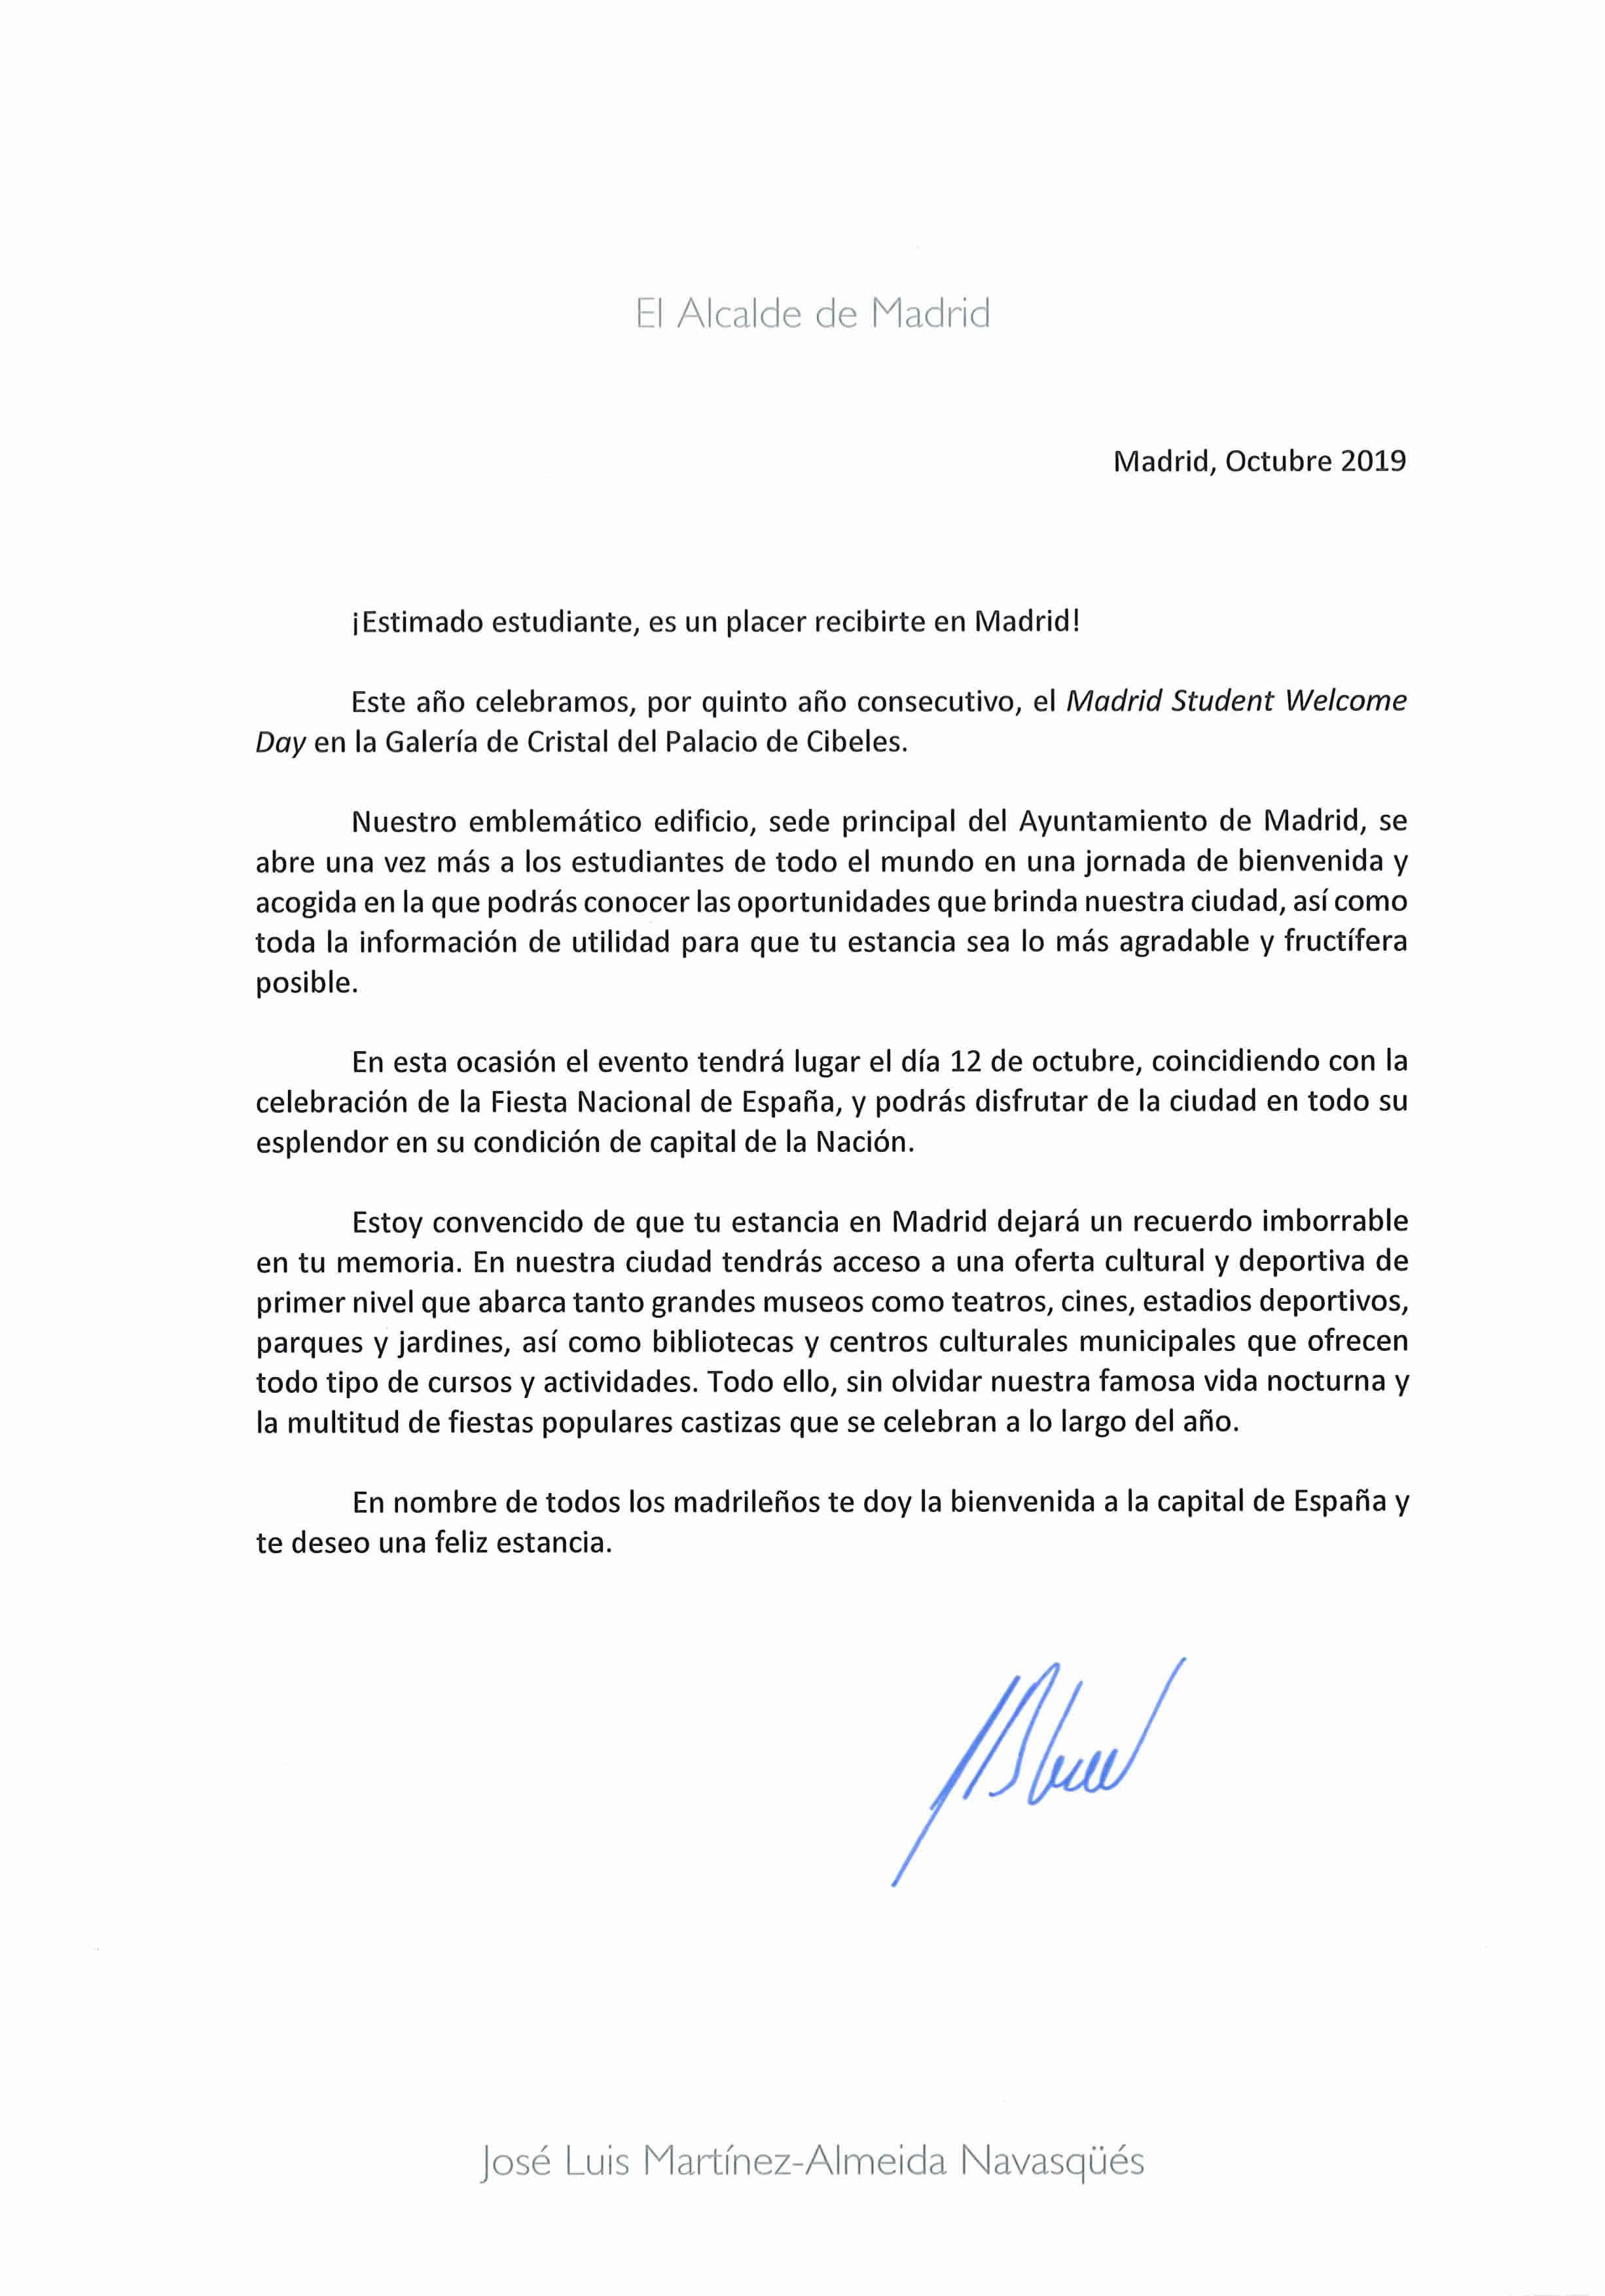 El Alcalde de Madrid
Madrid, Octubre 2019
¡Estimado estudiante, es un placer recibirte en Madrid!
Este año celebramos, por quinto año consecutivo, el Madrid Student Welcome
Day en la Galería de Cristal del Palacio de Cibeles.
Nuestro emblemático edificio, sede principal del Ayuntamiento de Madrid, se
abre una vez más a los estudiantes de todo el mundo en una jornada de bienvenida y
acogida en la que podrás conocer las oportunidades que brinda nuestra ciudad, así como
toda la información de utilidad para que tu estancia sea lo más agradable y fructífera
posible.
En esta ocasión el evento tendrá lugar el día 12 de octubre, coincidiendo con la
celebración de la Fiesta Nacional de España, y podrás disfrutar de la ciudad en todo su
esplendor en su condición de capital de la Nación.
Estoy convencido de que tu estancia en Madrid dejará un recuerdo imborrable
en tu memoria. En nuestra ciudad tendrás acceso a una oferta cultural y deportiva de
primer nivel que abarca tanto grandes museos como teatros, cines, estadios deportivos,
parques y jardines, así como bibliotecas y centros culturales municipales que ofrecen
todo tipo de cursos y actividades. Todo ello, sin olvidar nuestra famosa vida nocturna y
la multitud de fiestas populares castizas que se celebran a lo largo del año.
En nombre de todos los madrileños te doy la bienvenida a la capital de España y
te deseo una feliz estancia.
José Luis Martínez-Almeida Navasqüés